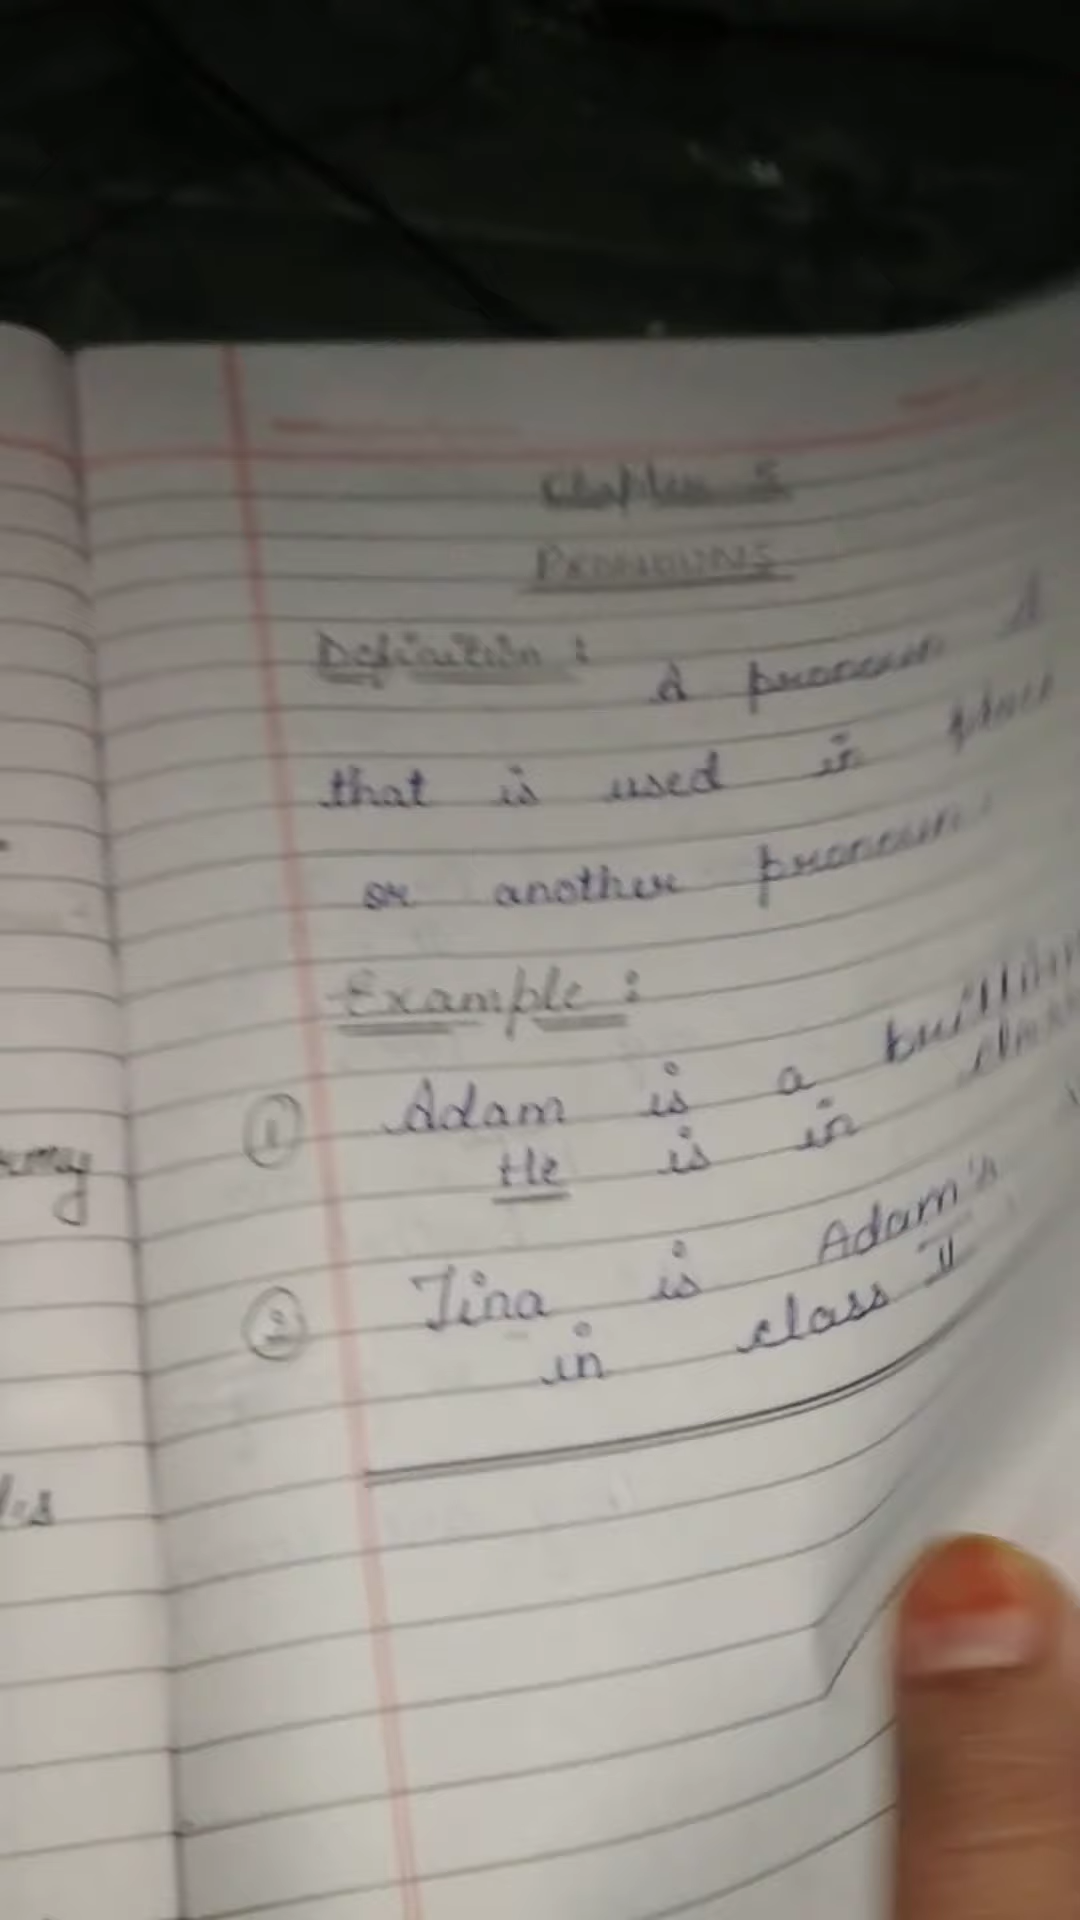 Chapter 5
PRONOUNS
Definition :
A pronoun
that is used in place
or another pronoun.
Example :
① Adam is a
He is in
② Tina is Adam's
in class II